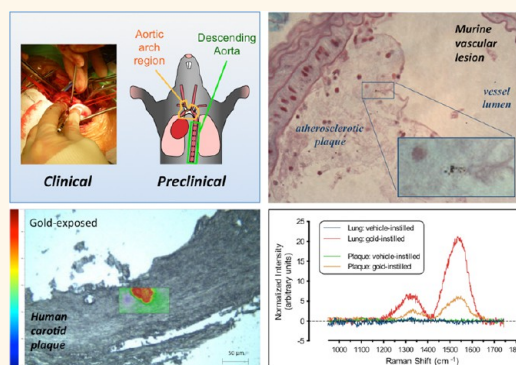 Aortic
arch
region
Descending
Aorta
Clinical
Preclinical
Murine
vascular
lesion
vessel
lumen
atherosclerotic
plaque
Gold-exposed
Human
carotid
plaque
50 µm
Normalized Intensity
(arbitrary units)
Lung: vehicle-instilled
Lung: gold-instilled
Plaque: vehicle-instilled
Plaque: gold-instilled
30
25
20
15
10
5
0
-5
1000 1100 1200 1300 1400 1500 1600 1700 1800
Raman Shift (cm⁻¹)